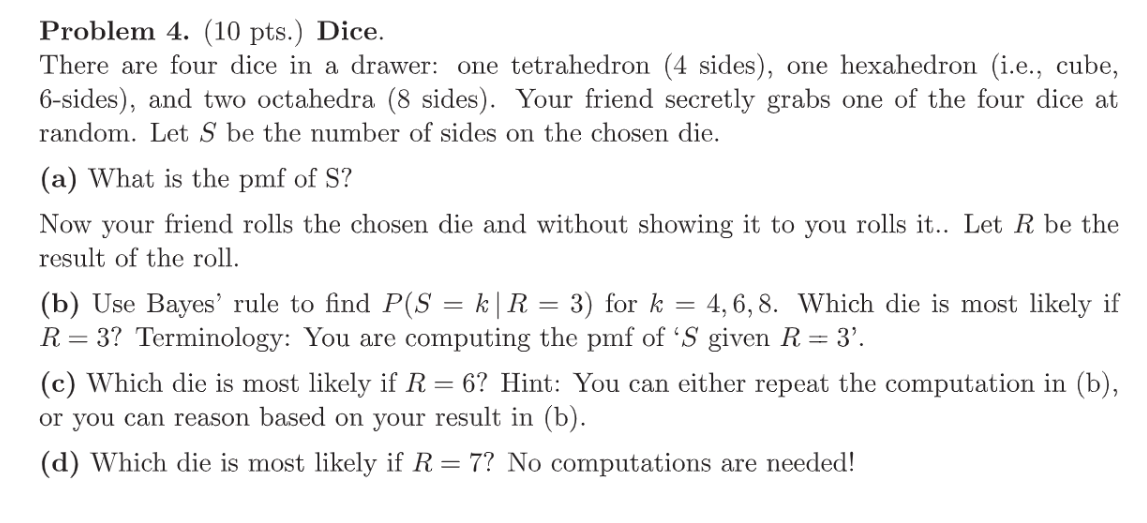 Problem 4. (10 pts.) Dice.
There are four dice in a drawer: one tetrahedron (4 sides), one hexahedron (i.e., cube,
6-sides), and two octahedra (8 sides). Your friend secretly grabs one of the four dice at
random. Let S be the number of sides on the chosen die.
(a) What is the pmf of S?
Now your friend rolls the chosen die and without showing it to you rolls it.. Let R be the
result of the roll.
(b) Use Bayes' rule to find P(S = k | R = 3) for k = 4, 6, 8. Which die is most likely if
R = 3? Terminology: You are computing the pmf of 'S given R = 3'.
(c) Which die is most likely if R = 6? Hint: You can either repeat the computation in (b),
or you can reason based on your result in (b).
(d) Which die is most likely if R = 7? No computations are needed!